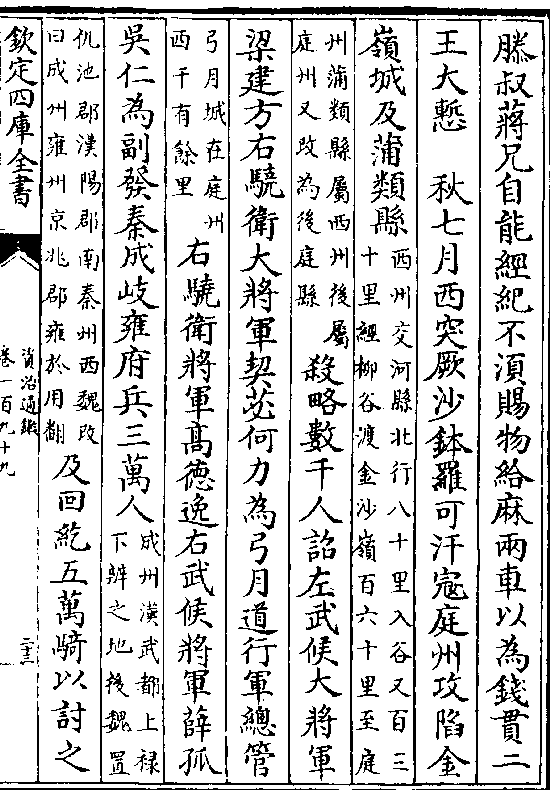 滕叔蔣兄自能經紀不湏賜物給麻兩車以為錢貫二
王大慙　秋七月西突厥沙鉢羅可汗寇庭州攻陷金
嶺城及蒲類縣西州交河縣北行八十里入谷又百三
十里經柳谷渡金沙嶺百六十里至庭
州蒲類縣屬西州後屬
庭州又改為後庭縣殺略數千人詔左武候大將軍
梁建方右驍衛大將軍契苾何力為弓月道行軍總管
弓月城在庭州
西千有餘里右驍衛將軍髙德逸右武候將軍薛孤
吳仁為副發秦成岐雍府兵三萬人成州漢武都上禄
下辨之地後魏置
仇池郡漢陽郡南秦州西魏改
曰成州雍州京兆郡雍於用翻及回紇五萬騎以討之
欽定四庫全書
資治通鑑
卷一百九十九
二十三